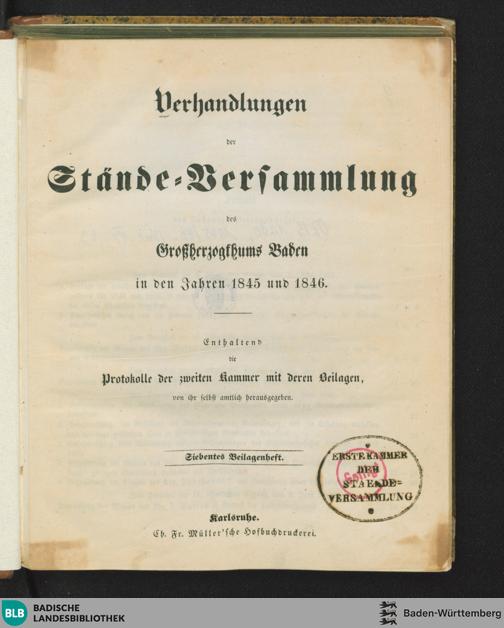 Verhandlungen
der
Stände-Versammlung
des
Großherzogthums Baden
in den Jahren 1845 und 1846.
Enthaltend
die
Protokolle der zweiten Kammer mit deren Beilagen,
von ihr selbst amtlich herausgegeben.
Siebentes Beilagenheft.
ERSTE KAMMER
DER
STAENDE=
VERSAMMLUNG
Karlsruhe.
Ch. Fr. Müller'sche Hofbuchdruckerei.
BLB
BADISCHE
LANDESBIBLIOTHEK
Baden-Württemberg